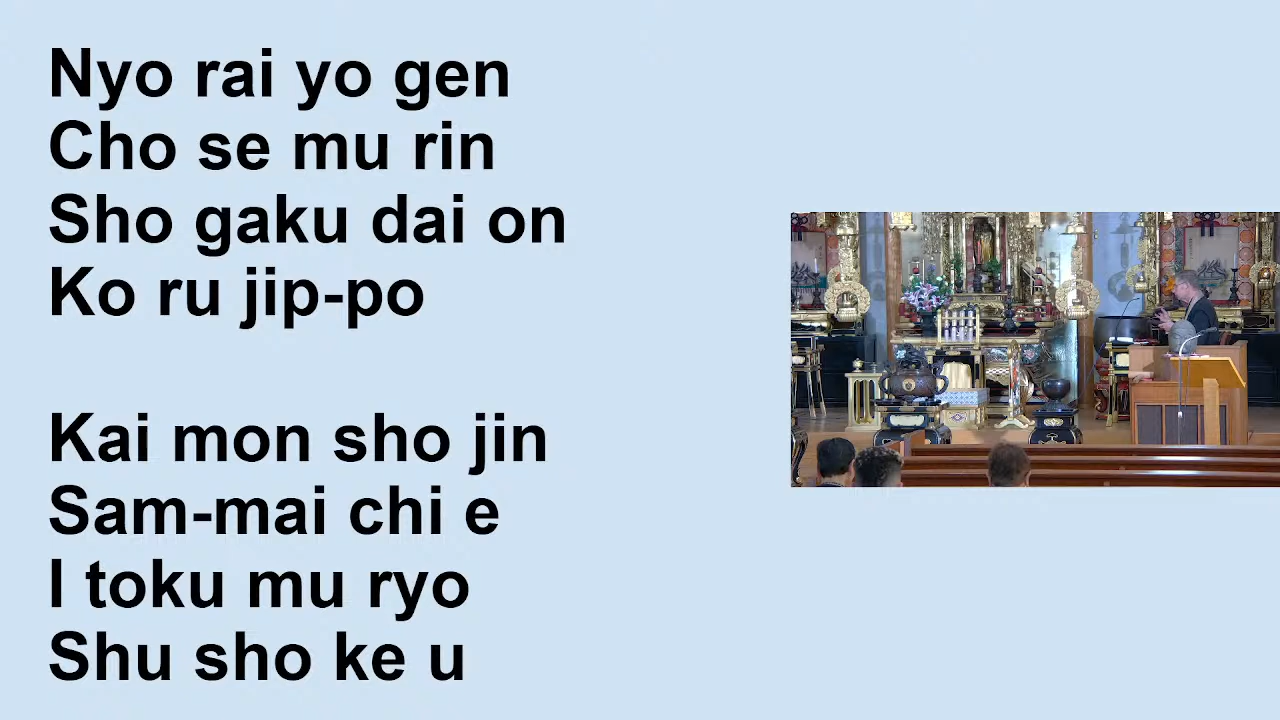 Nyo rai yo gen
Cho se mu rin
Sho gaku dai on
Ko ru jip-po
Kai mon sho jin
Sam-mai chi e
I toku mu ryo
Shu sho ke u